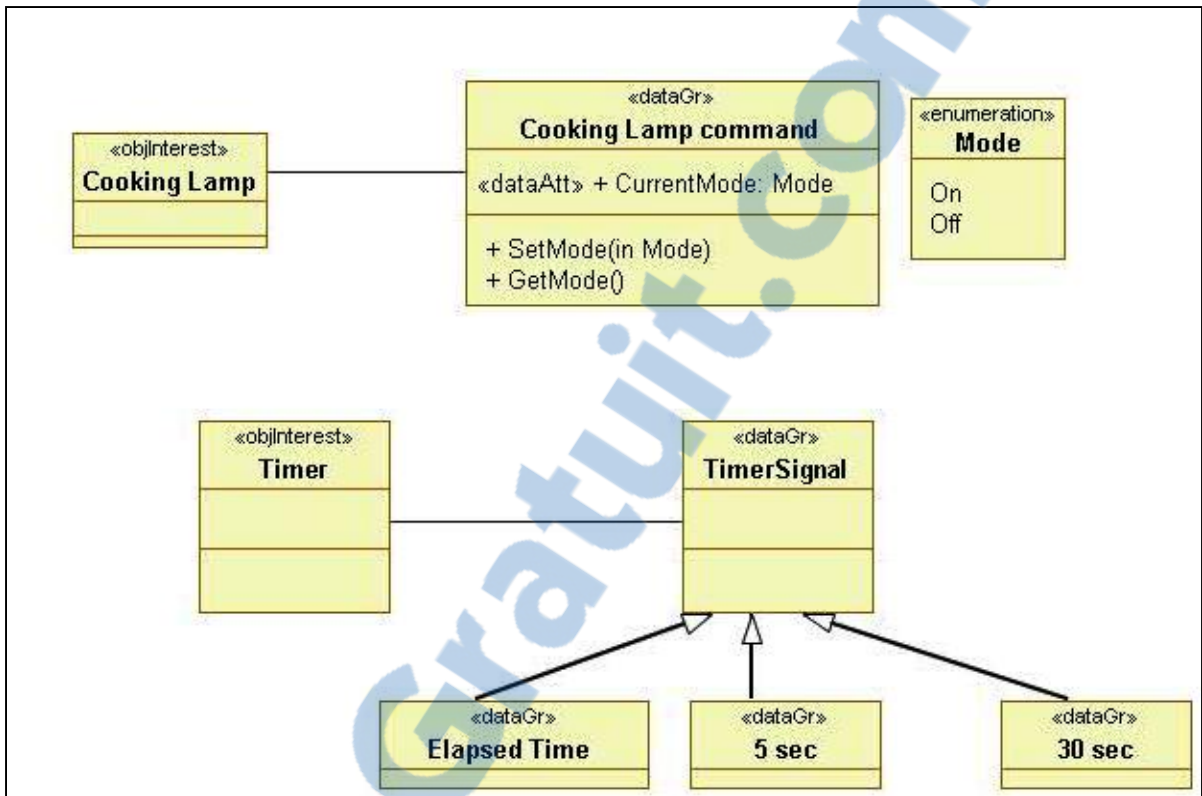 «dataGr»
Cooking Lamp command
«dataAtt» + CurrentMode: Mode
+ SetMode(in Mode)
+ GetMode()
«enumeration»
Mode
On
Off
«objInterest»
Cooking Lamp
«objInterest»
Timer
«dataGr»
TimerSignal
«dataGr»
Elapsed Time
«dataGr»
5 sec
«dataGr»
30 sec
Gratuit.com